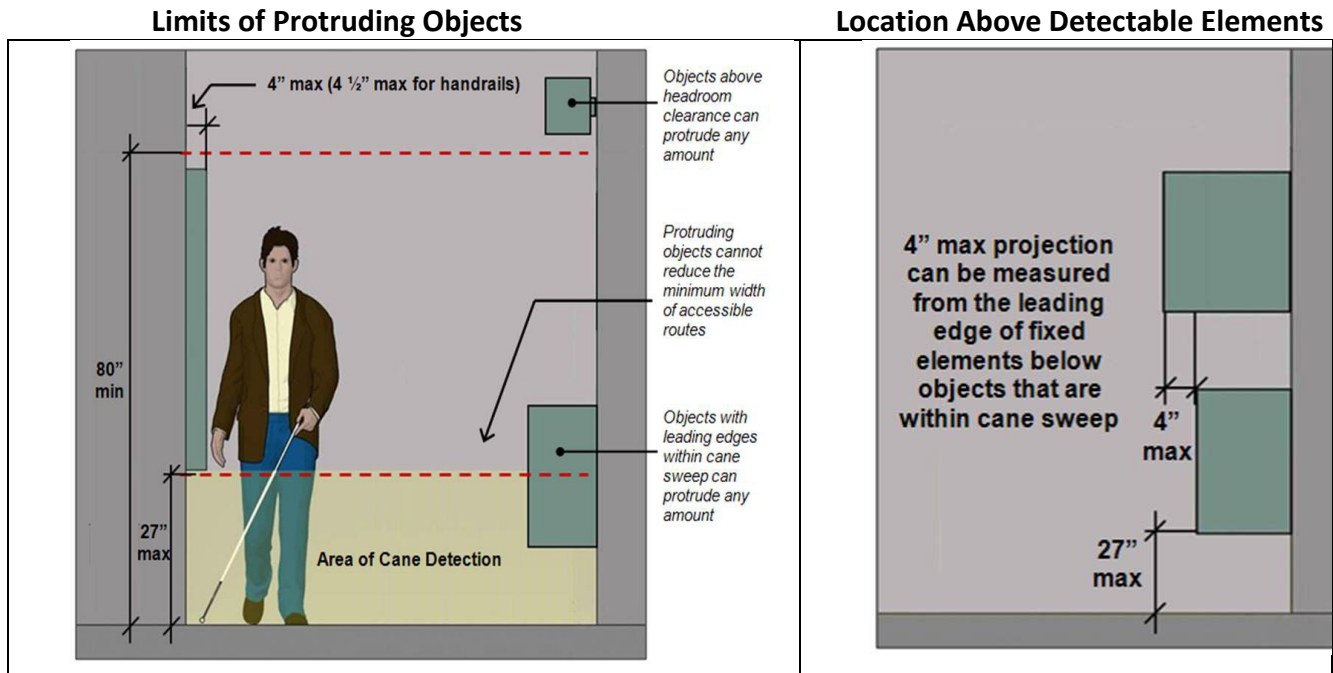 Limits of Protruding Objects
Location Above Detectable Elements
4” max (4 ½” max for handrails)
Objects above
headroom
clearance can
protrude any
amount
Protruding
objects cannot
reduce the
minimum width
of accessible
routes
80”
min
Objects with
leading edges
within cane
sweep can
protrude any
amount
27”
max
Area of Cane Detection
4” max projection
can be measured
from the leading
edge of fixed
elements below
objects that are
within cane sweep
4”
max
27”
max